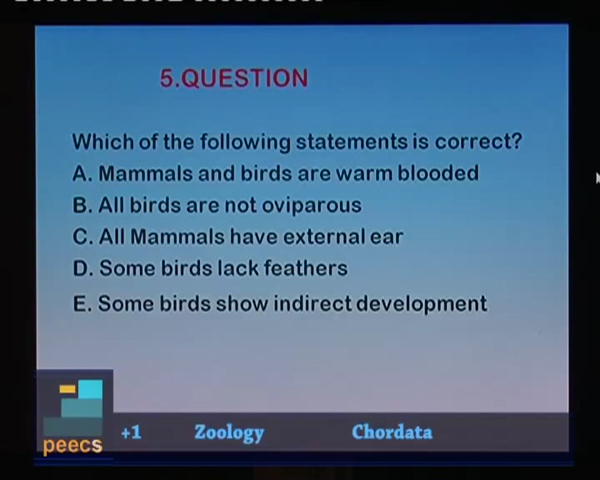 5.QUESTION
Which of the following statements is correct?
A. Mammals and birds are warm blooded
B. All birds are not oviparous
C. All Mammals have external ear
D. Some birds lack feathers
E. Some birds show indirect development
peecs
+1 Zoology Chordata